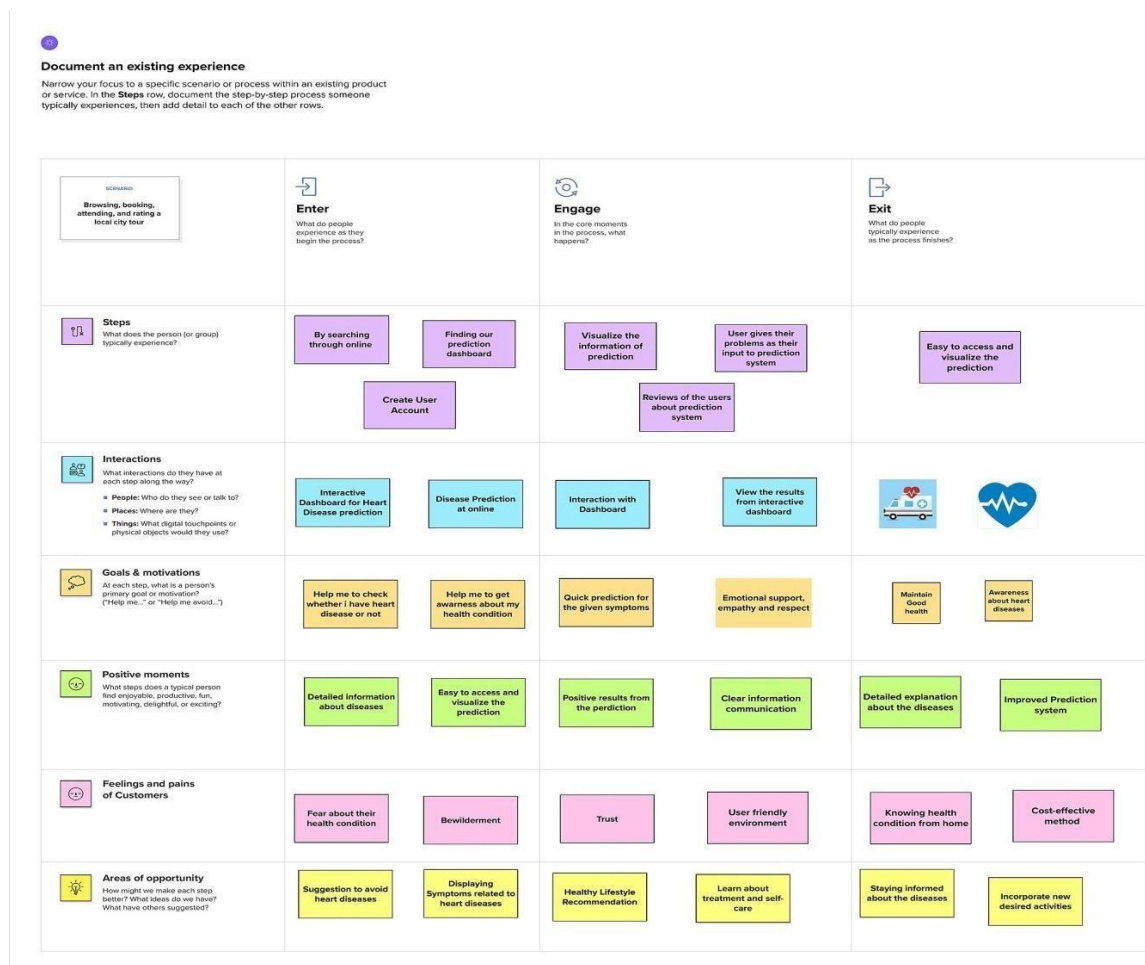 Document an existing experience
Narrow your focus to a specific scenario or process within an existing product
or service. In the Steps row, document the step-by-step process someone
typically experiences, then add detail to each of the other rows.
SCENARIO
Browsing, booking,
attending, and rating a
local city tour
Enter
What do people
experience as they
begin the process?
Engage
In the core moments
in the process, what
happens?
Exit
What do people
typically experience
as the process finishes?
Steps
What does the person (or group)
typically experience?
By searching
through online
Finding our
prediction
dashboard
Create User
Account
Visualize the
information of
prediction
User gives their
problems as their
input to prediction
system
Reviews of the users
about prediction
system
Easy to access and
visualize the
prediction
Interactions
What interactions do they have at
each step along the way?
People: Who do they see or talk to?
Places: Where are they?
Things: What digital touchpoints or
physical objects would they use?
Interactive
Dashboard for Heart
Disease prediction
Disease Prediction
at online
Interaction with
Dashboard
View the results
from interactive
dashboard
Goals & motivations
At each step, what is a person's
primary goal or motivation?
("Help me..." or "Help me avoid...")
Help me to check
whether i have heart
disease or not
Help me to get
awarness about my
health condition
Quick prediction for
the given symptoms
Emotional support,
empathy and respect
Maintain
Good
health
Awareness
about heart
diseases
Positive moments
What steps does a typical person
find enjoyable, productive, fun,
motivating, delightful, or exciting?
Detailed information
about diseases
Easy to access and
visualize the
prediction
Positive results from
the perdiction
Clear information
communication
Detailed explanation
about the diseases
Improved Prediction
system
Feelings and pains
of Customers
Fear about their
health condition
Bewilderment
Trust
User friendly
environment
Knowing health
condition from home
Cost-effective
method
Areas of opportunity
How might we make each step
better? What ideas do we have?
What have others suggested?
Suggestion to avoid
heart diseases
Displaying
Symptoms related to
heart diseases
Healthy Lifestyle
Recommendation
Learn about
treatment and self-
care
Staying informed
about the diseases
Incorporate new
desired activities